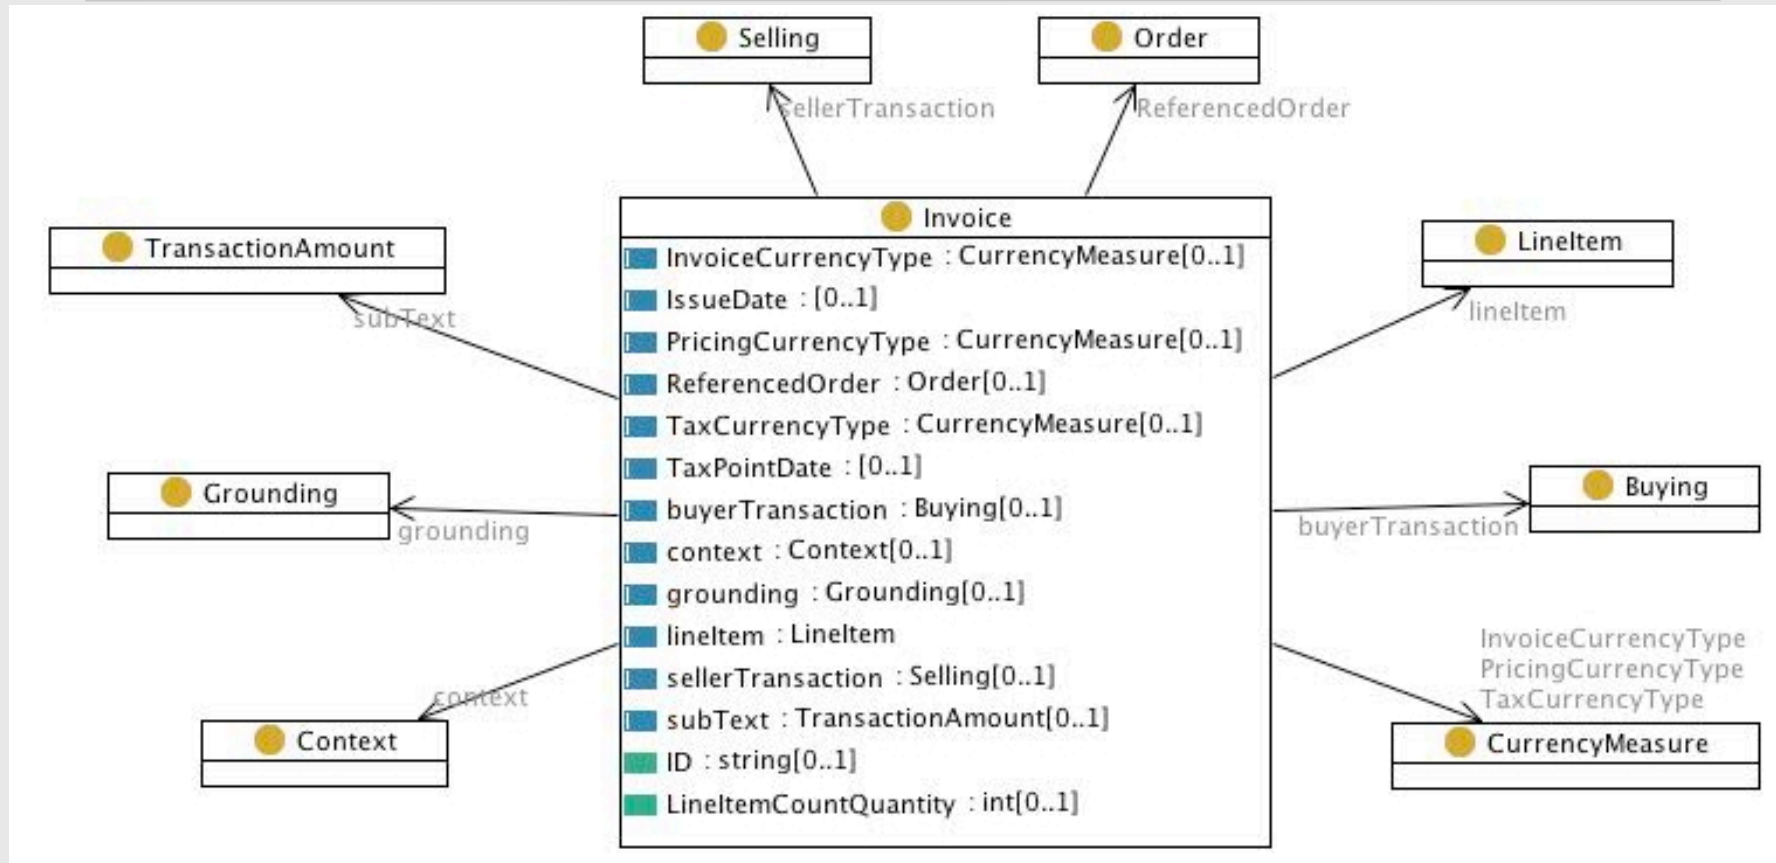 Selling
Order
sellerTransaction
ReferencedOrder
Invoice
TransactionAmount
subText
LineItem
lineItem
InvoiceCurrencyType : CurrencyMeasure[0..1]
IssueDate : [0..1]
PricingCurrencyType : CurrencyMeasure[0..1]
ReferencedOrder : Order[0..1]
TaxCurrencyType : CurrencyMeasure[0..1]
TaxPointDate : [0..1]
buyerTransaction : Buying[0..1]
context : Context[0..1]
grounding : Grounding[0..1]
lineItem : LineItem
sellerTransaction : Selling[0..1]
subText : TransactionAmount[0..1]
ID : string[0..1]
LineItemCountQuantity : int[0..1]
Grounding
grounding
Buying
buyerTransaction
context
Context
InvoiceCurrencyType
PricingCurrencyType
TaxCurrencyType
CurrencyMeasure